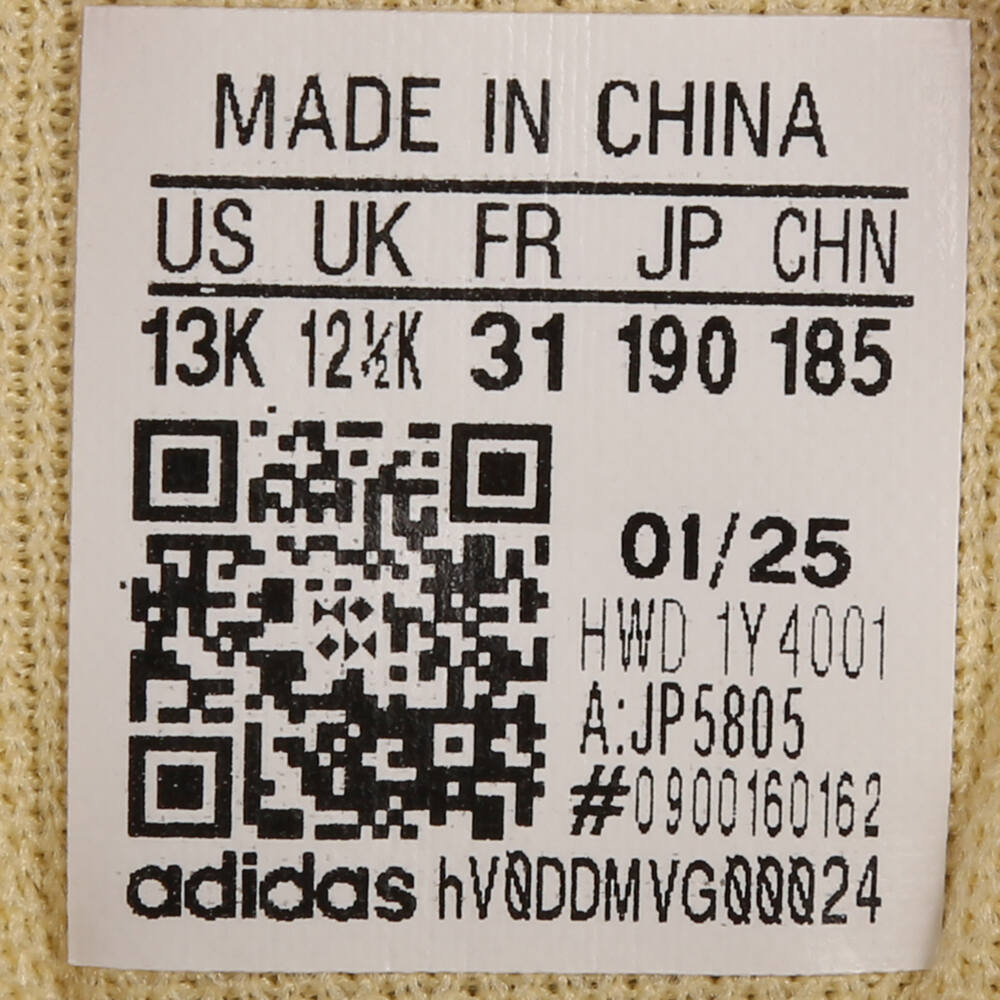 MADE IN CHINA
US UK FR JP CHN
13K 12½K 31 190 185
01/25
HWD 1Y4001
A:JP5805
#0900160162
adidas hV0DDMVG00024